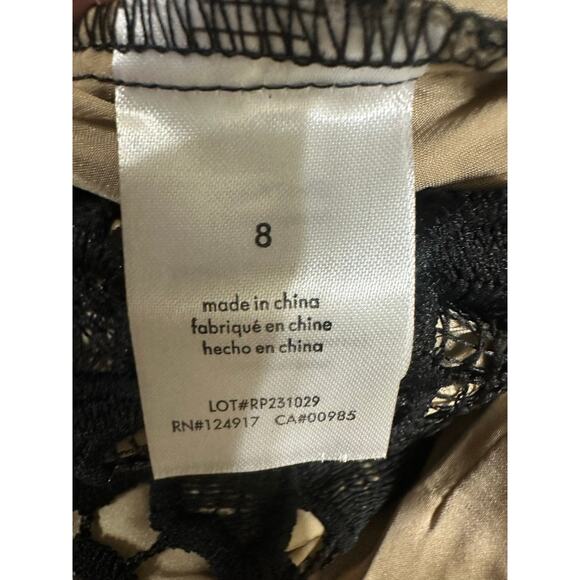 8
made in china
fabriqué en chine
hecho en china
LOT#RP231029
RN#124917 CA#00985